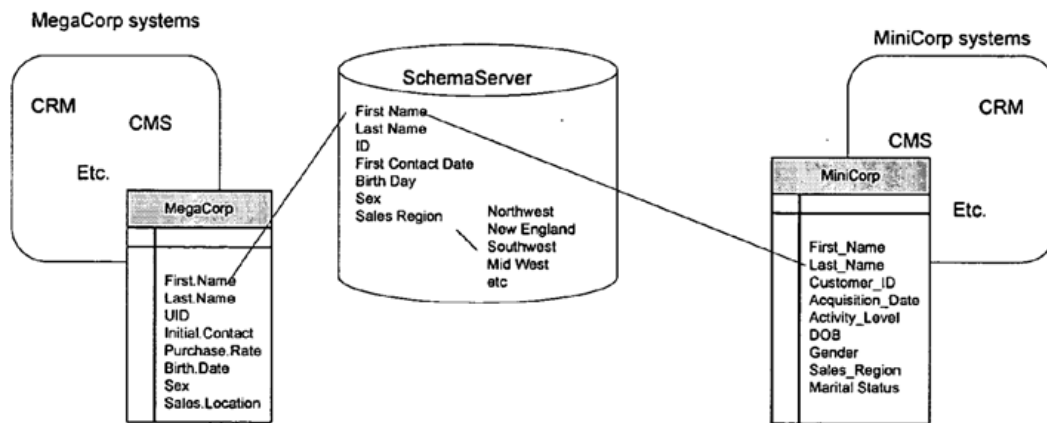 MegaCorp systems
CRM
CMS
Etc.
MegaCorp
First.Name
Last.Name
UID
Initial.Contact
Purchase.Rate
Birth.Date
Sex
Sales.Location
SchemaServer
First Name
Last Name
ID
First Contact Date
Birth Day
Sex
Sales Region
Northwest
New England
Southwest
Mid West
etc
MiniCorp systems
CRM
CMS
Etc.
MiniCorp
First_Name
Last_Name
Customer_ID
Acquisition_Date
Activity_Level
DOB
Gender
Sales_Region
Marital Status